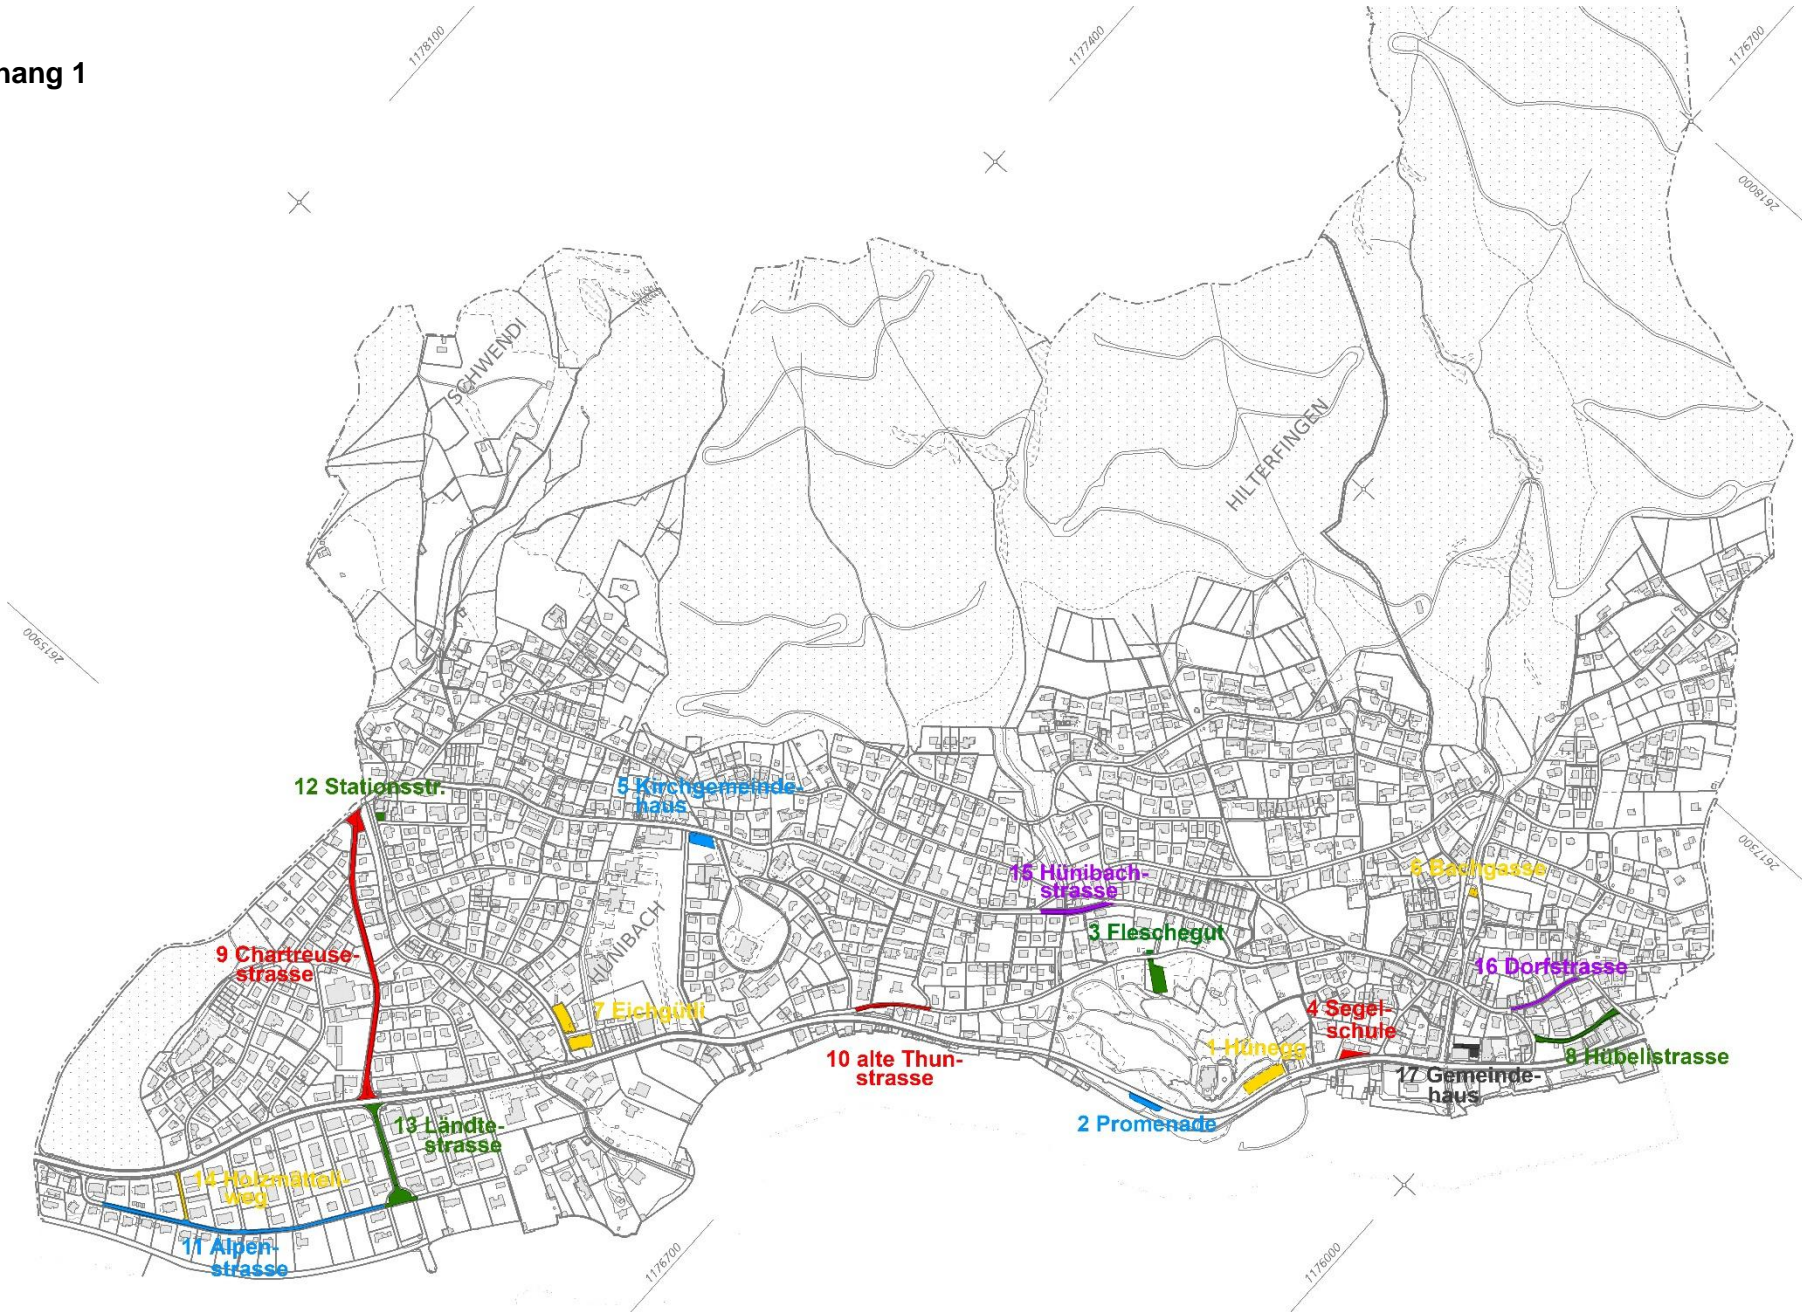 nang 1
1178100
1177400
1176700
2618000
SCHWENDI
HILTERFINGEN
2615900
12 Stationsstr.
5 Kirchgemeinde-
haus
2617300
15 Hünibach-
strasse
6 Bachgasse
HÜNIBACH
3 Fleschegut
9 Chartreuse-
strasse
16 Dorfstrasse
7 Eichgütli
4 Segel-
schule
1 Hünegg
10 alte Thun-
strasse
8 Hübelistrasse
17 Gemeinde-
haus
2 Promenade
13 Ländte-
strasse
14 Holzmätteli-
weg
11 Alpen-
strasse
1176700
1176000